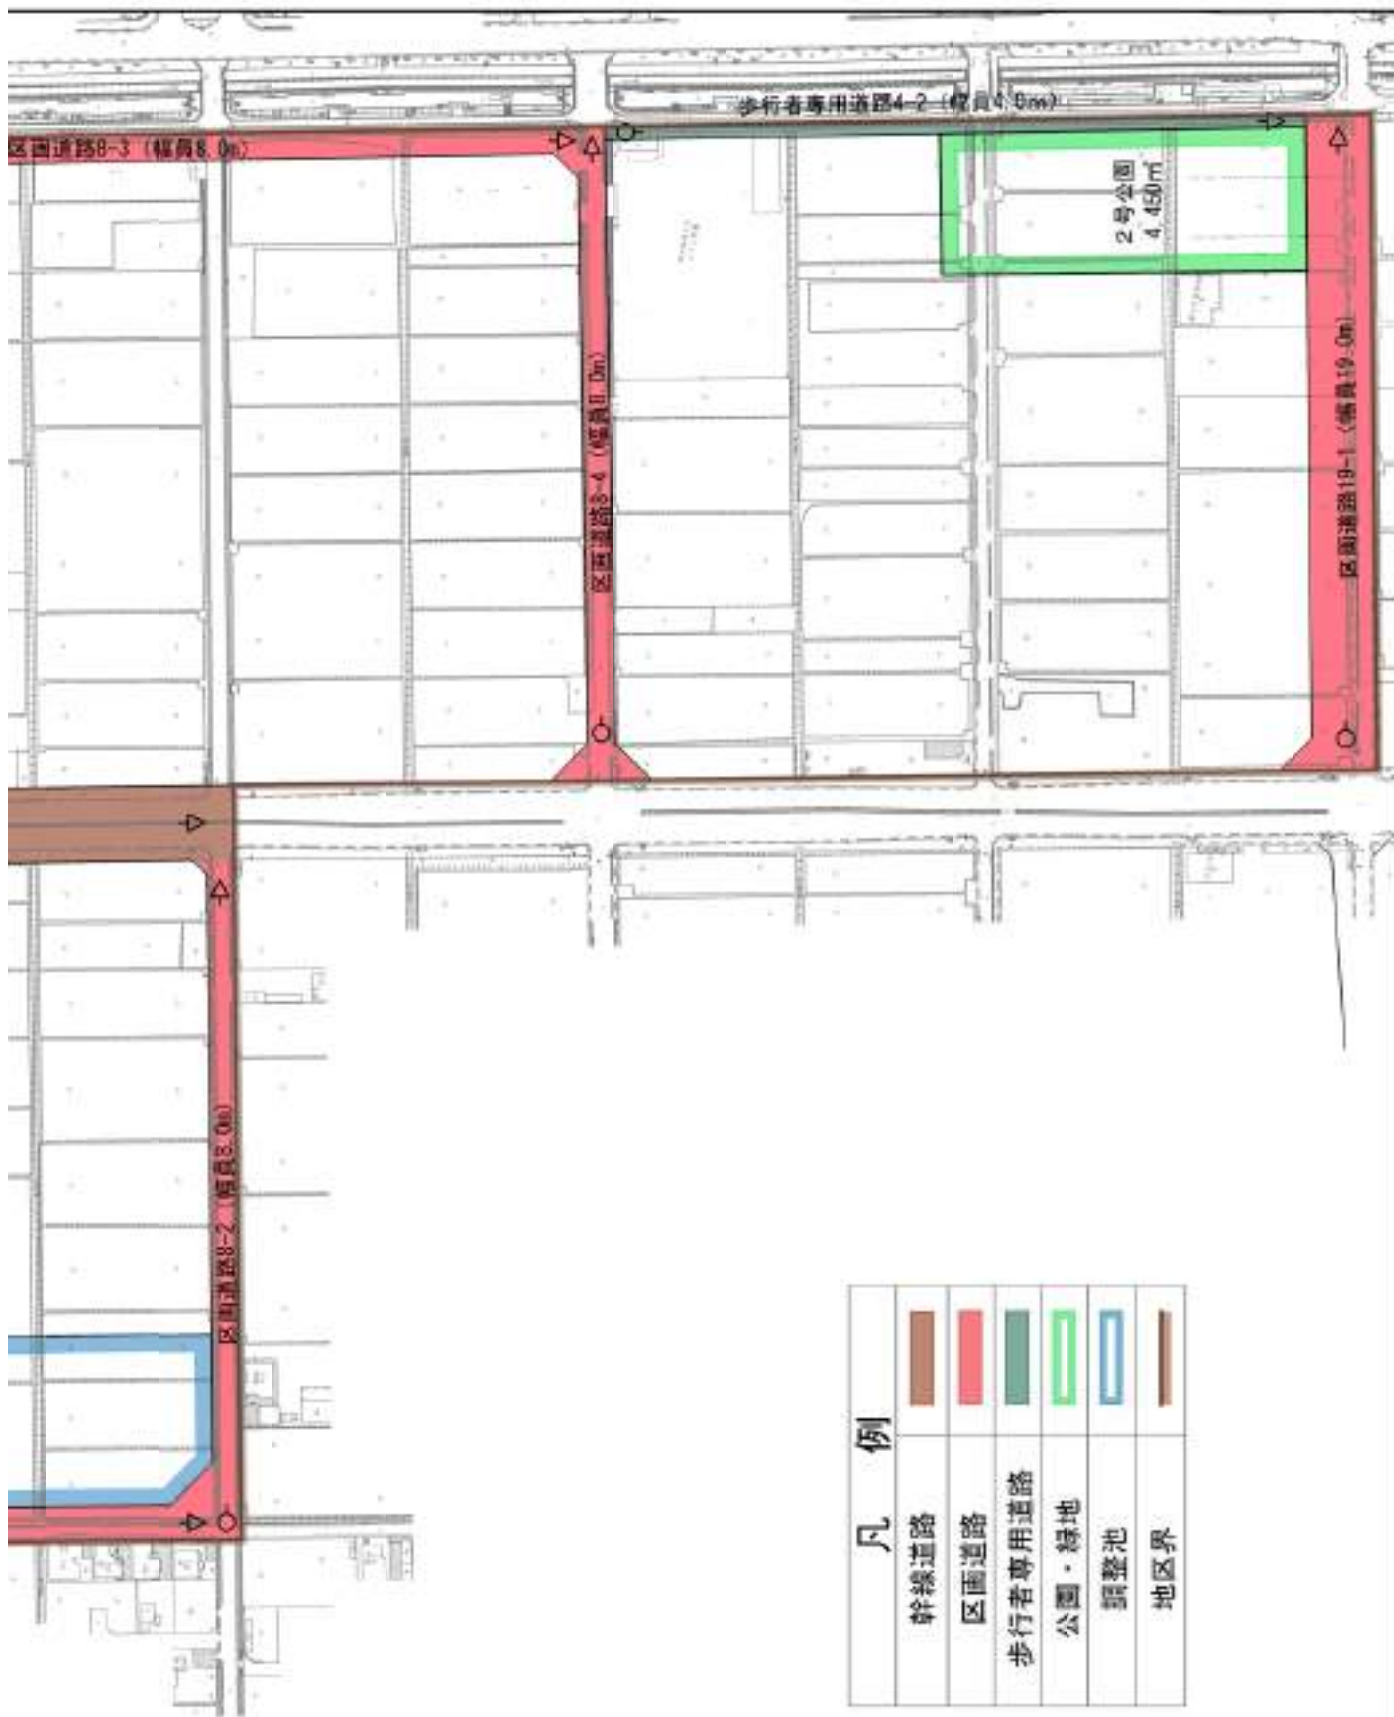 歩行者専用道路4-2 (幅員4.0m)
区画道路8-3 (幅員8.0m)
2号公園
4,450㎡
区画道路8-4 (幅員8.0m)
区画道路19-1 (幅員19.0m)
区画道路8-2 (幅員8.0m)
凡 例
幹線道路
区画道路
歩行者専用道路
公園・緑地
調整池
地区界